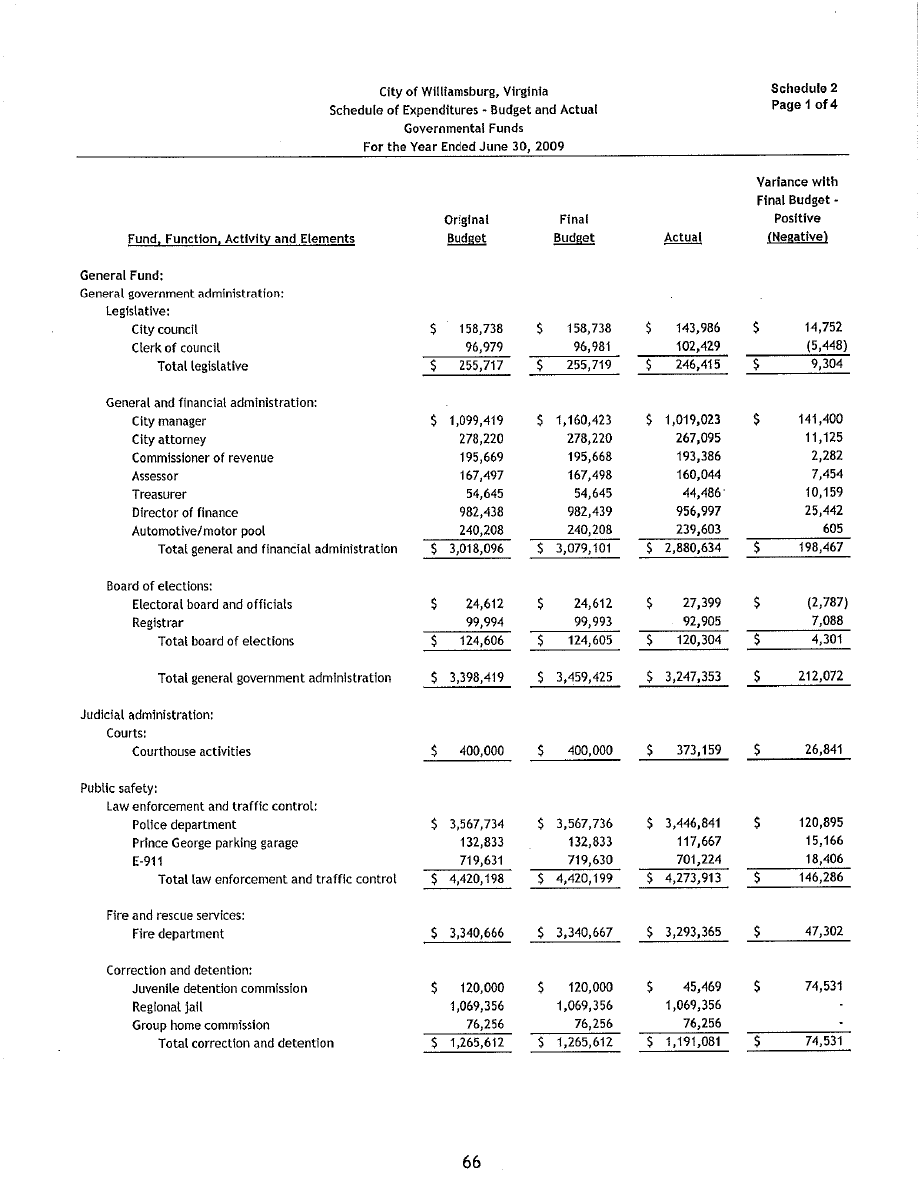 City of Williamsburg, Virginia
Schedule of Expenditures - Budget and Actual
Governmental Funds
For the Year Ended June 30, 2009
Schedule 2
Page 1 of 4
Variance with
Final Budget -
Original Final Positive
Fund, Function, Activity and Elements Budget Budget Actual (Negative)
General Fund:
General government administration:
Legislative:
City council $ 158,738 $ 158,738 $ 143,986 $ 14,752
Clerk of council 96,979 96,981 102,429 (5,448)
Total legislative $ 255,717 $ 255,719 $ 246,415 $ 9,304
General and financial administration:
City manager $ 1,099,419 $ 1,160,423 $ 1,019,023 $ 141,400
City attorney 278,220 278,220 267,095 11,125
Commissioner of revenue 195,669 195,668 193,386 2,282
Assessor 167,497 167,498 160,044 7,454
Treasurer 54,645 54,645 44,486 10,159
Director of finance 982,438 982,439 956,997 25,442
Automotive/motor pool 240,208 240,208 239,603 605
Total general and financial administration $ 3,018,096 $ 3,079,101 $ 2,880,634 $ 198,467
Board of elections:
Electoral board and officials $ 24,612 $ 24,612 $ 27,399 $ (2,787)
Registrar 99,994 99,993 92,905 7,088
Total board of elections $ 124,606 $ 124,605 $ 120,304 $ 4,301
Total general government administration $ 3,398,419 $ 3,459,425 $ 3,247,353 $ 212,072
Judicial administration:
Courts:
Courthouse activities $ 400,000 $ 400,000 $ 373,159 $ 26,841
Public safety:
Law enforcement and traffic control:
Police department $ 3,567,734 $ 3,567,736 $ 3,446,841 $ 120,895
Prince George parking garage 132,833 132,833 117,667 15,166
E-911 719,631 719,630 701,224 18,406
Total law enforcement and traffic control $ 4,420,198 $ 4,420,199 $ 4,273,913 $ 146,286
Fire and rescue services:
Fire department $ 3,340,666 $ 3,340,667 $ 3,293,365 $ 47,302
Correction and detention:
Juvenile detention commission $ 120,000 $ 120,000 $ 45,469 $ 74,531
Regional jail 1,069,356 1,069,356 1,069,356 -
Group home commission 76,256 76,256 76,256 -
Total correction and detention $ 1,265,612 $ 1,265,612 $ 1,191,081 $ 74,531
66